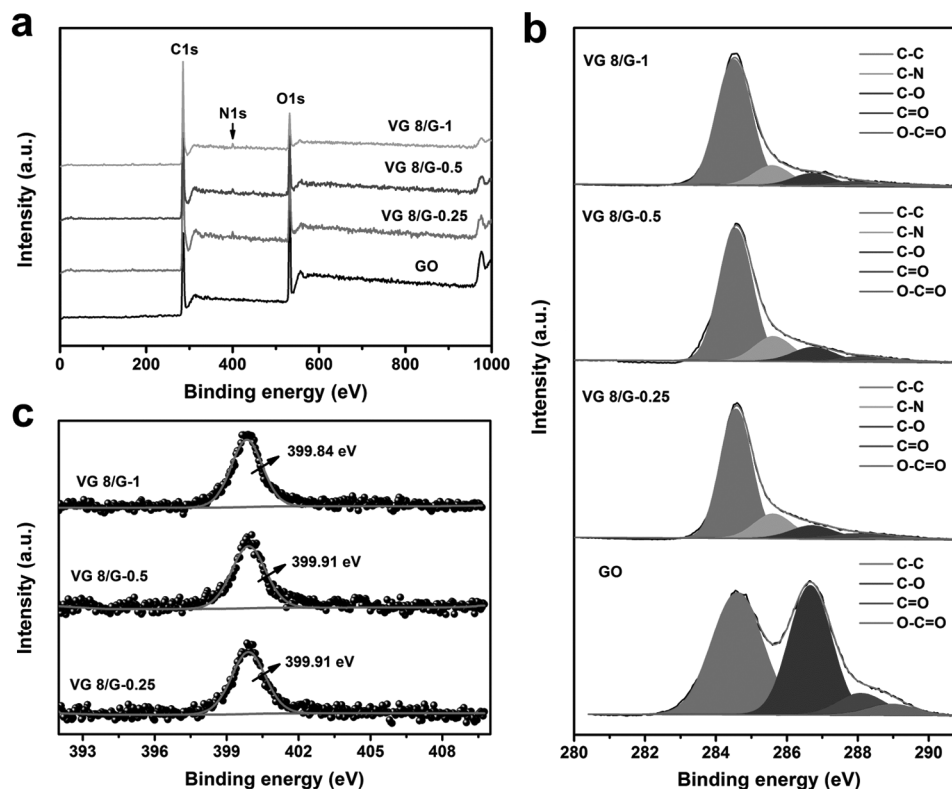 a
C1s
N1s
O1s
VG 8/G-1
VG 8/G-0.5
VG 8/G-0.25
GO
Intensity (a.u.)
0 200 400 600 800 1000
Binding energy (eV)
b
VG 8/G-1
C-C
C-N
C-O
C=O
O-C=O
VG 8/G-0.5
C-C
C-N
C-O
C=O
O-C=O
VG 8/G-0.25
C-C
C-N
C-O
C=O
O-C=O
GO
C-C
C-O
C=O
O-C=O
Intensity (a.u.)
280 282 284 286 288 290
Binding energy (eV)
c
399.84 eV
VG 8/G-1
399.91 eV
VG 8/G-0.5
399.91 eV
VG 8/G-0.25
Intensity (a.u.)
393 396 399 402 405 408
Binding energy (eV)